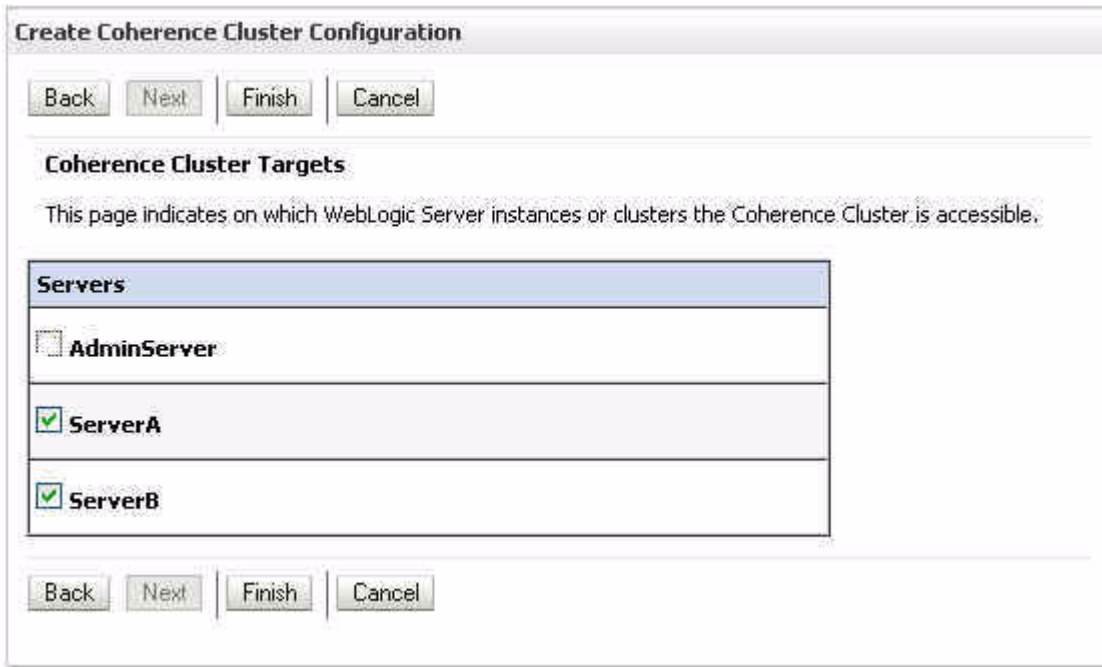 Create Coherence Cluster Configuration
Back Next Finish Cancel
Coherence Cluster Targets
This page indicates on which WebLogic Server instances or clusters the Coherence Cluster is accessible.
Servers
AdminServer
ServerA
ServerB
Back Next Finish Cancel